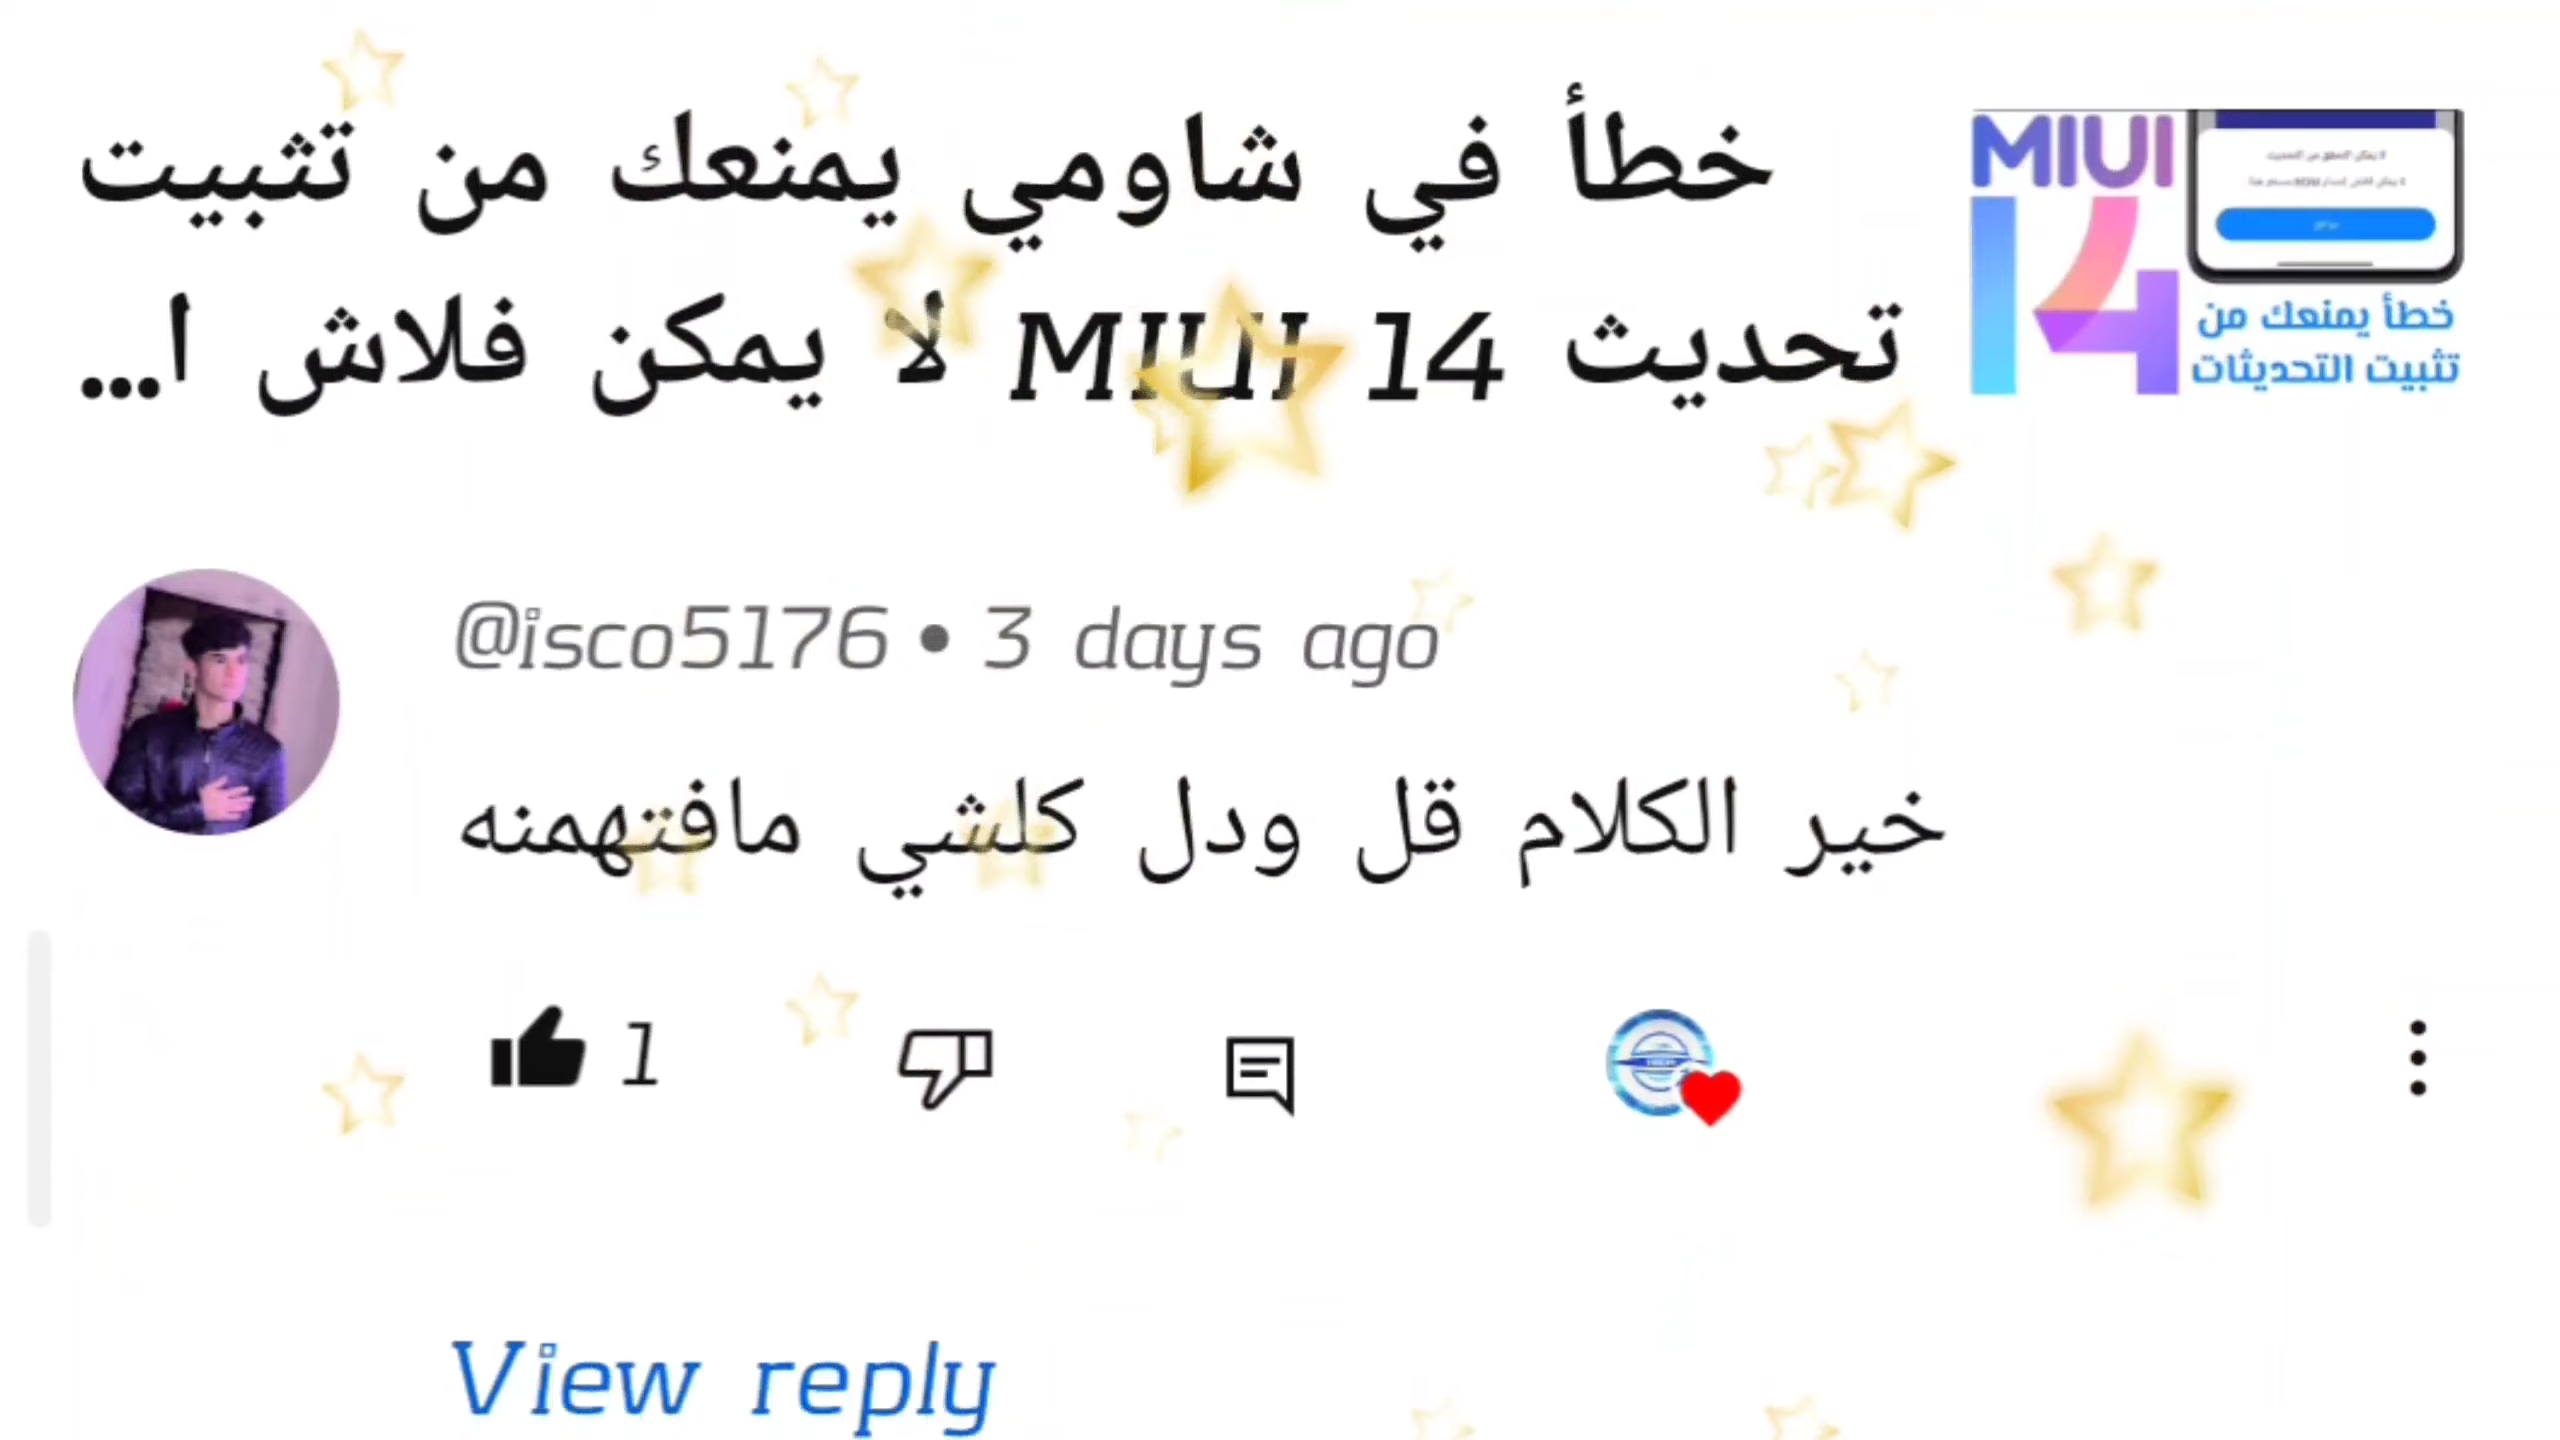 خطأ في شاومي يمنعك من تثبيت
تحديث MIUI 14 لا يمكن فلاش ا...
MIUI
14
خطأ يمنعك من
تثبيت التحديثات
@isco5176 • 3 days ago
خير الكلام قل ودل كلشي مافتهمنه
1
View reply